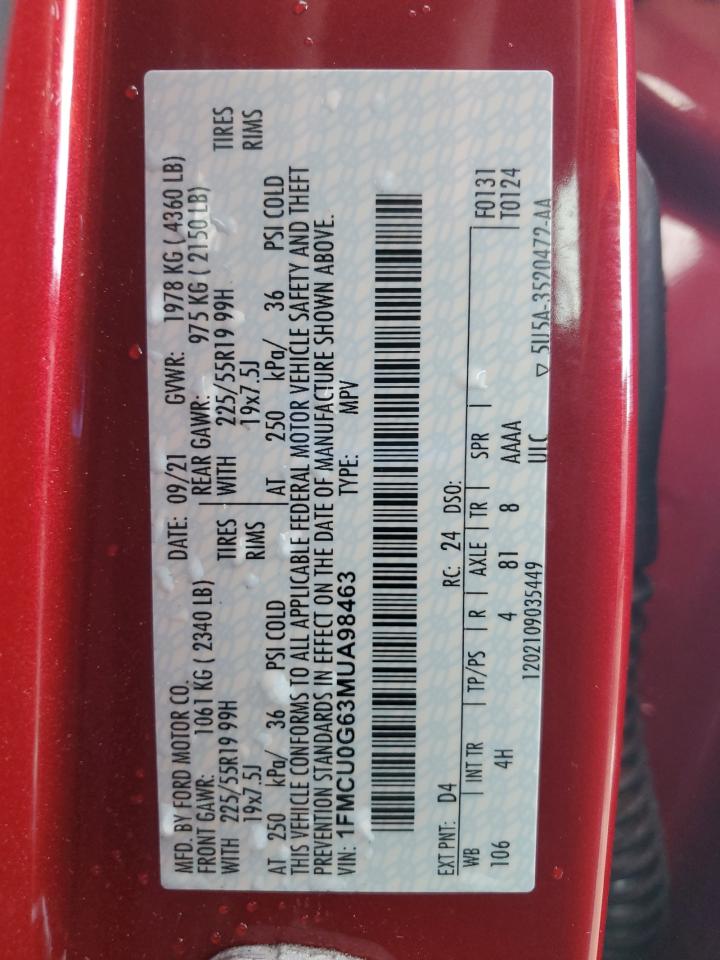 MFD. BY FORD MOTOR CO. DATE: 09/21 GVWR: 1978 KG ( 4360 LB)
FRONT GAWR: 1061 KG ( 2340 LB) REAR GAWR: 975 KG ( 2150 LB)
WITH 225/55R19 99H TIRES WITH 225/55R19 99H TIRES
19x7.5J RIMS 19x7.5J RIMS
AT 250 kPa/ 36 PSI COLD AT 250 kPa/ 36 PSI COLD
THIS VEHICLE CONFORMS TO ALL APPLICABLE FEDERAL MOTOR VEHICLE SAFETY AND THEFT
PREVENTION STANDARDS IN EFFECT ON THE DATE OF MANUFACTURE SHOWN ABOVE.
VIN: 1FMCU0G63MUA98463 TYPE: MPV
EXT PNT: D4 RC: 24 DSO:
WB INT TR TP/PS R AXLE TR SPR F0131
106 4H 4 81 8 AAAA T0124
1202109035449 UTC ▽ 5U5A-3520472-AA